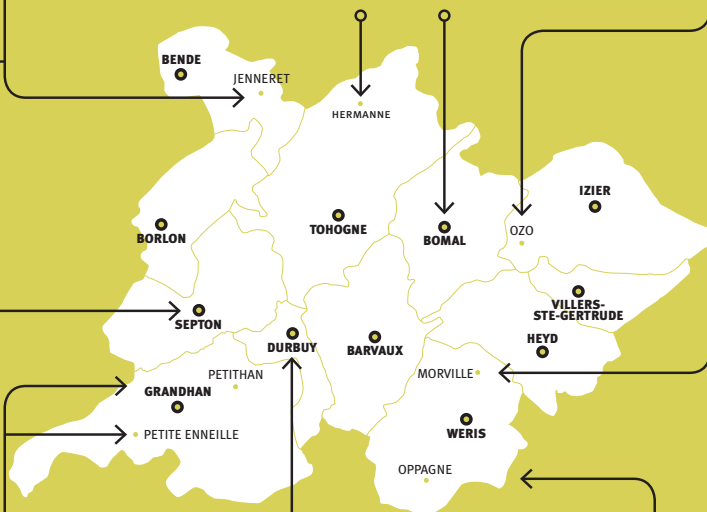 BENDE
JENNERET
HERMANNE
IZIER
TOHOGNE
BOMAL
OZO
BORLON
VILLERS-
STE-GERTRUDE
SEPTON
HEYD
DURBUY
BARVAUX
PETITHAN
MORVILLE
GRANDHAN
PETITE ENNEILLE
WERIS
OPPAGNE